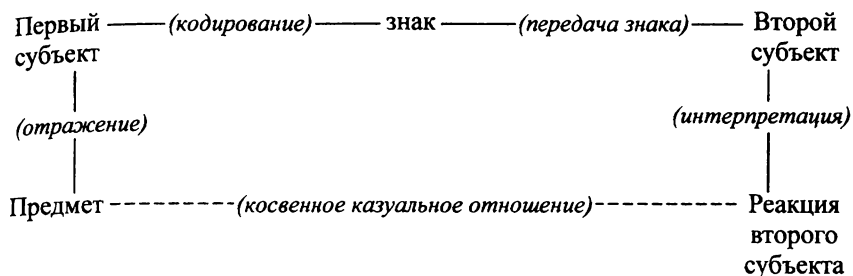 Первый субъект (кодирование) знак (передача знака) Второй субъект
(отражение) (интерпретация)
Предмет (косвенное казуальное отношение) Реакция второго субъекта